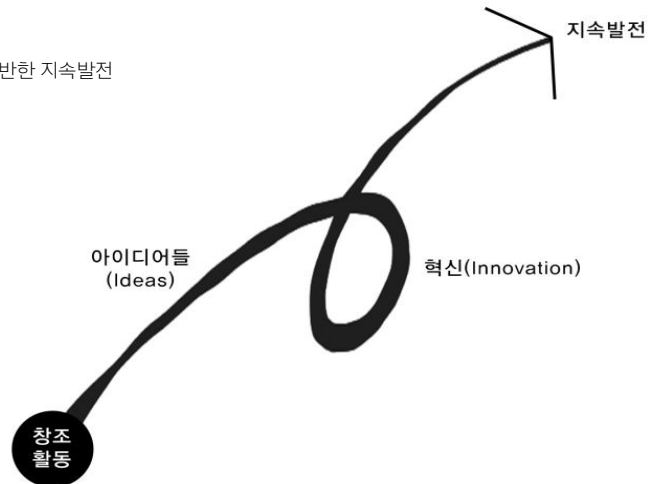 지속발전
반한 지속발전
아이디어들
(Ideas)
혁신(Innovation)
창조
활동